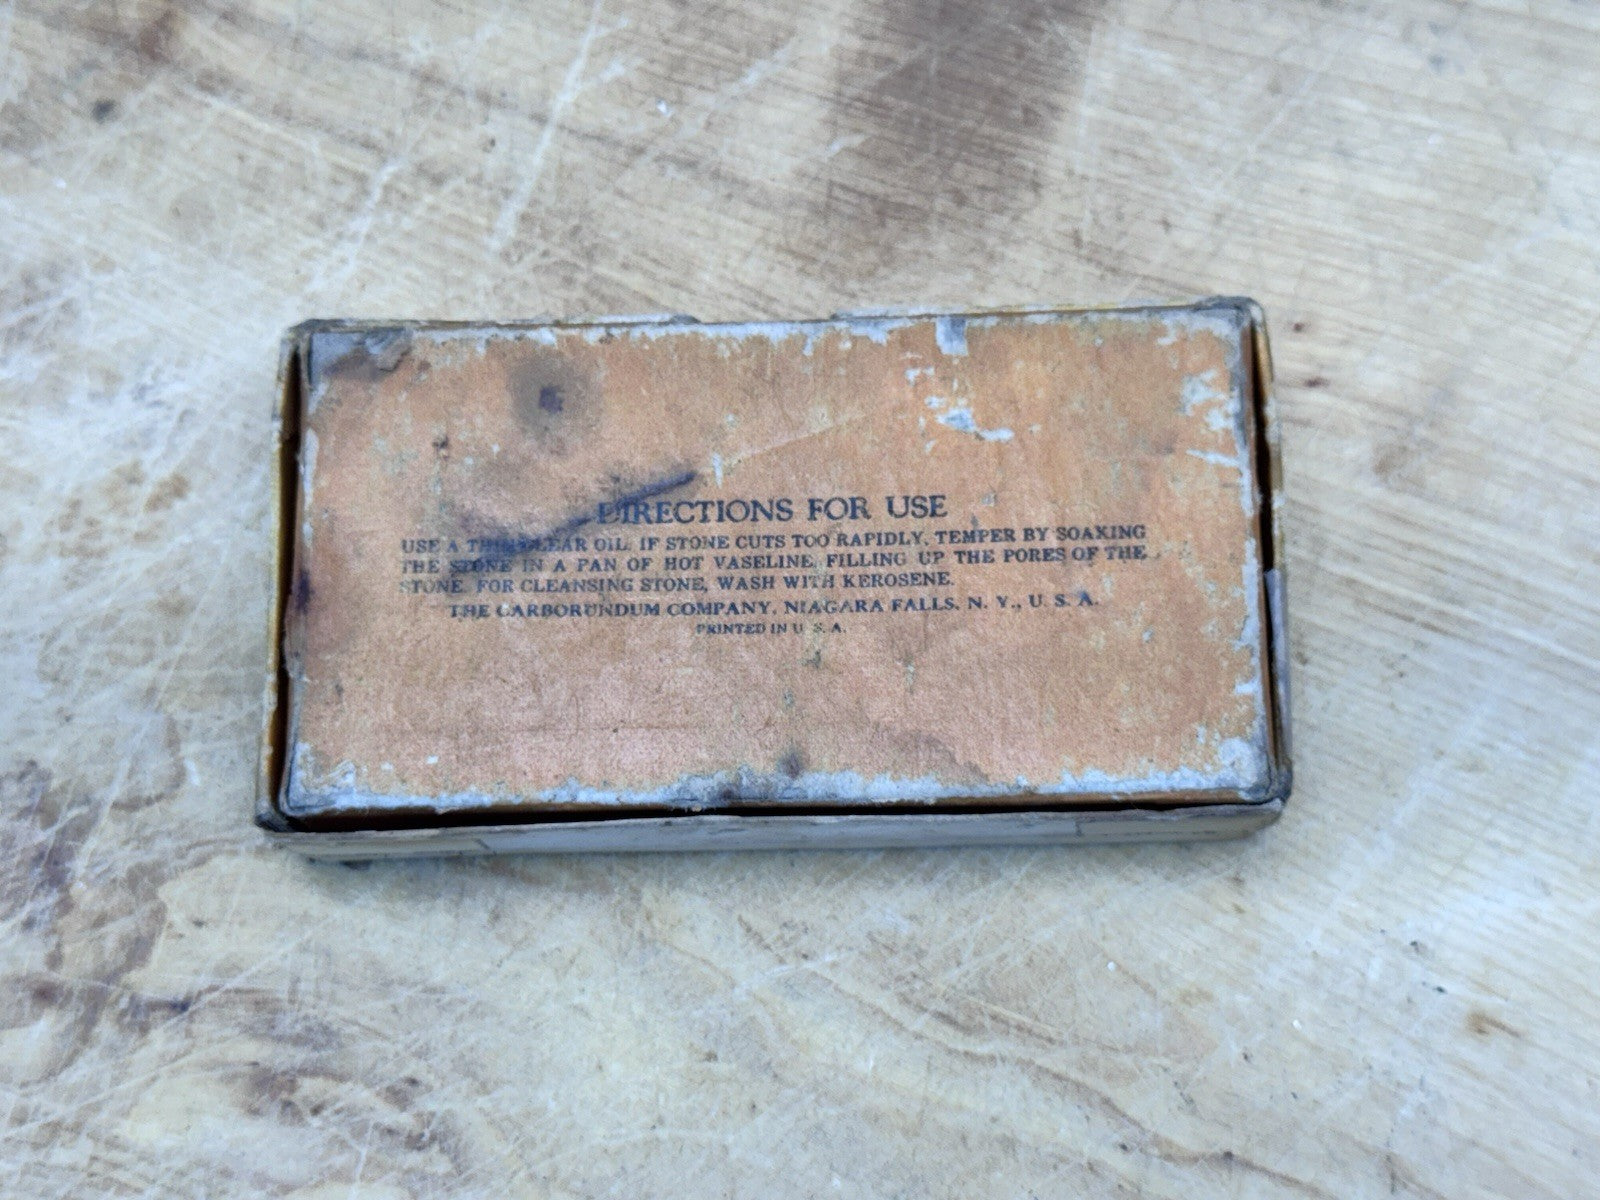 DIRECTIONS FOR USE
USE A THIN CLEAR OIL. IF STONE CUTS TOO RAPIDLY, TEMPER BY SOAKING
THE STONE IN A PAN OF HOT VASELINE, FILLING UP THE PORES OF THE
STONE. FOR CLEANSING STONE, WASH WITH KEROSENE.
THE CARBORUNDUM COMPANY, NIAGARA FALLS, N. Y., U. S. A.
PRINTED IN U. S. A.